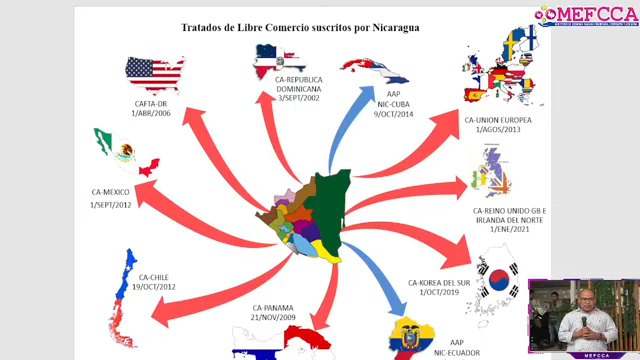 MEFCCA
Tratados de Libre Comercio suscritos por Nicaragua
CA-REPUBLICA
DOMINICANA
3/SEPT/2002
CAFTA-DR
1/ABR/2006
AAP
NIC-CUBA
9/OCT/2014
CA-UNION EUROPEA
1/AGOS/2013
CA-MEXICO
1/SEPT/2012
CA-REINO UNIDO GB E
IRLANDA DEL NORTE
1/ENE/2021
CA-CHILE
19/OCT/2012
CA-KOREA DEL SUR
1/OCT/2019
CA-PANAMA
21/NOV/2009
AAP
NIC-ECUADOR
MEFCCA